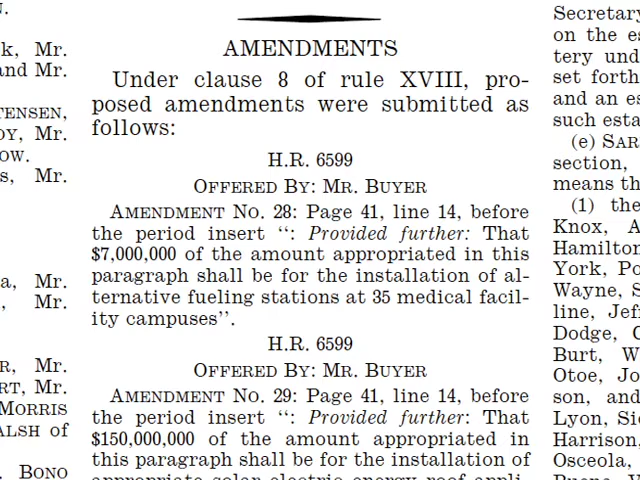 N.
k, Mr.
and Mr.
TENSEN,
DY, Mr.
OW.
s, Mr.
a, Mr.
, Mr.
R, Mr.
RT, Mr.
MORRIS
ALSH of
. BONO
AMENDMENTS
Under clause 8 of rule XVIII, pro-
posed amendments were submitted as
follows:
H.R. 6599
OFFERED BY: MR. BUYER
AMENDMENT NO. 28: Page 41, line 14, before
the period insert ‘‘: Provided further: That
$7,000,000 of the amount appropriated in this
paragraph shall be for the installation of al-
ternative fueling stations at 35 medical facil-
ity campuses’’.
H.R. 6599
OFFERED BY: MR. BUYER
AMENDMENT NO. 29: Page 41, line 14, before
the period insert ‘‘: Provided further: That
$150,000,000 of the amount appropriated in
this paragraph shall be for the installation of
appropriate solar electric energy roof appli-
Secretary
on the es
tery und
set forth
and an es
such esta
(e) SAR
section,
means th
(1) the
Knox, A
Hamilton
York, Po
Wayne, S
line, Jeff
Dodge, C
Burt, W
Otoe, Jo
son, and
Lyon, Sio
Harrison,
Osceola,